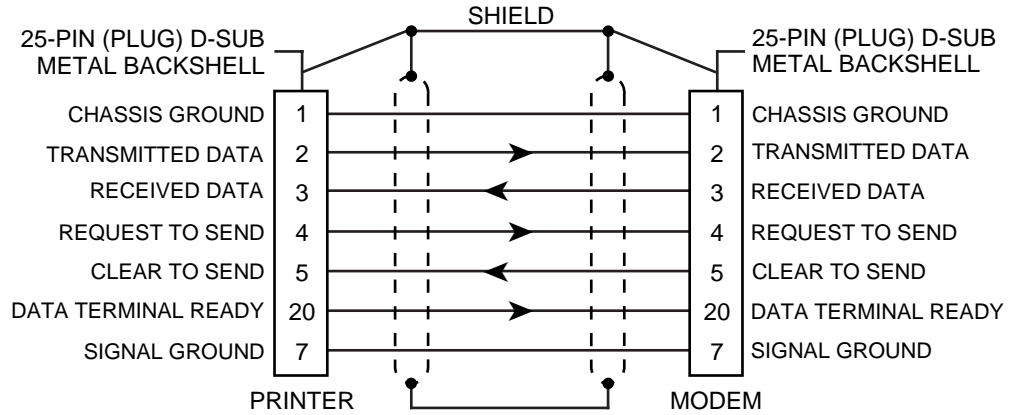 SHIELD
25-PIN (PLUG) D-SUB
METAL BACKSHELL
25-PIN (PLUG) D-SUB
METAL BACKSHELL
CHASSIS GROUND 1 1 CHASSIS GROUND
TRANSMITTED DATA 2 2 TRANSMITTED DATA
RECEIVED DATA 3 3 RECEIVED DATA
REQUEST TO SEND 4 4 REQUEST TO SEND
CLEAR TO SEND 5 5 CLEAR TO SEND
DATA TERMINAL READY 20 20 DATA TERMINAL READY
SIGNAL GROUND 7 7 SIGNAL GROUND
PRINTER MODEM